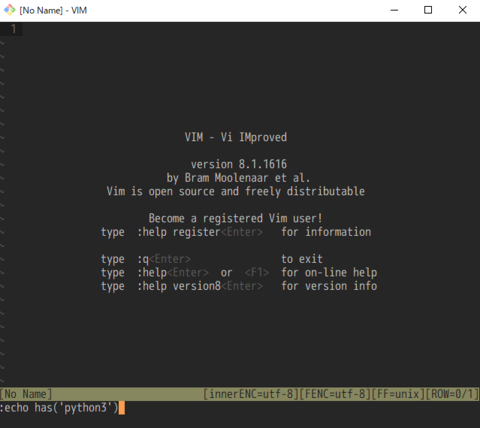 [No Name] - VIM
1
~
~
~
~
~
~
~
~
VIM - Vi IMproved
~
~
version 8.1.1616
~
by Bram Moolenaar et al.
~
Vim is open source and freely distributable
~
~
Become a registered Vim user!
~
type :help register<Enter> for information
~
~
type :q<Enter> to exit
~
type :help<Enter> or <F1> for on-line help
~
type :help version8<Enter> for version info
~
~
~
~
~
~
~
[No Name] [innerENC=utf-8][FENC=utf-8][FF=unix][ROW=0/1]
:echo has('python3')